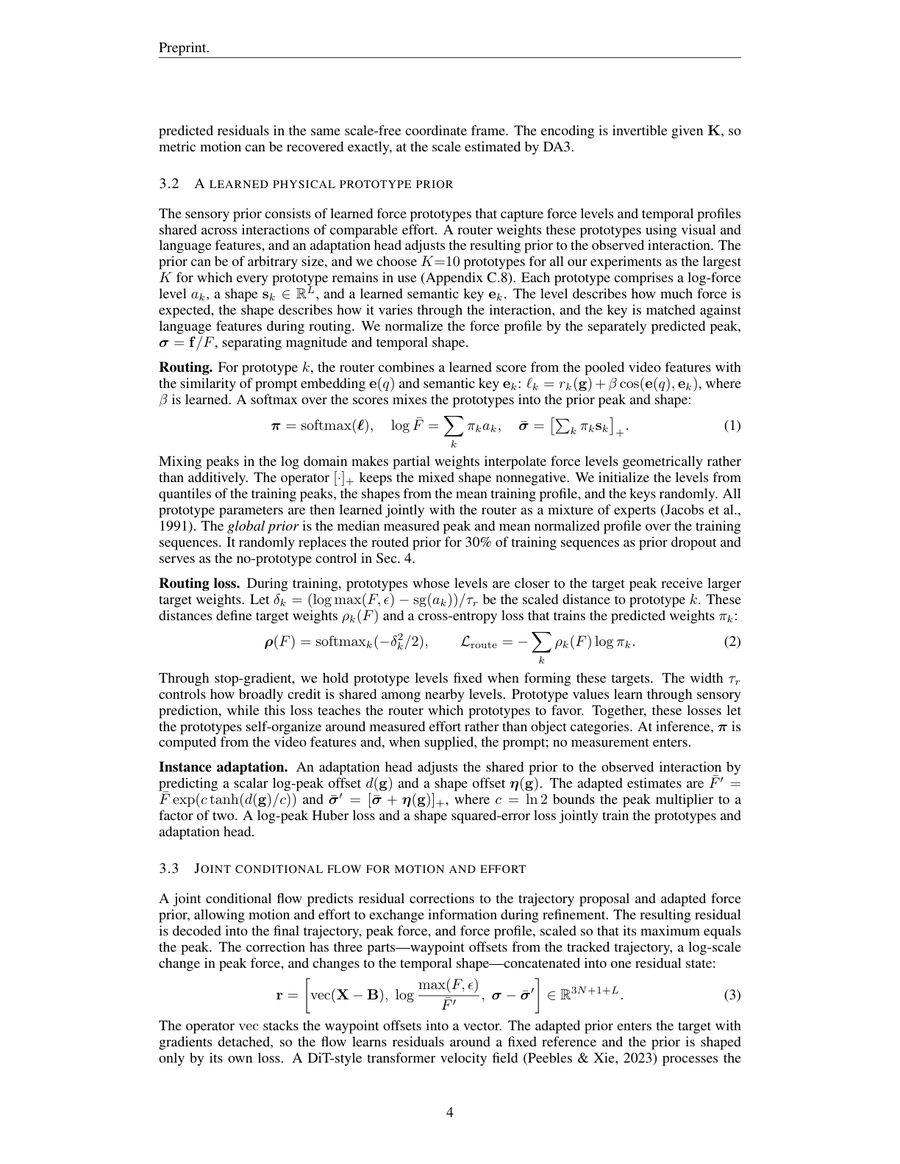 Preprint.
predicted residuals in the same scale-free coordinate frame. The encoding is invertible given K, so
metric motion can be recovered exactly, at the scale estimated by DA3.
3.2 A LEARNED PHYSICAL PROTOTYPE PRIOR
The sensory prior consists of learned force prototypes that capture force levels and temporal profiles
shared across interactions of comparable effort. A router weights these prototypes using visual and
language features, and an adaptation head adjusts the resulting prior to the observed interaction. The
prior can be of arbitrary size, and we choose K=10 prototypes for all our experiments as the largest
K for which every prototype remains in use (Appendix C.8). Each prototype comprises a log-force
level aₖ, a shape sₖ ∈ ℝᴸ, and a learned semantic key eₖ. The level describes how much force is
expected, the shape describes how it varies through the interaction, and the key is matched against
language features during routing. We normalize the force profile by the separately predicted peak,
σ = f/F, separating magnitude and temporal shape.
Routing. For prototype k, the router combines a learned score from the pooled video features with
the similarity of prompt embedding e(q) and semantic key eₖ: ℓₖ = rₖ(g) + β cos(e(q), eₖ), where
β is learned. A softmax over the scores mixes the prototypes into the prior peak and shape:
π = softmax(ℓ), log F̄ = ∑ₖ πₖaₖ, σ̄ = [∑ₖ πₖsₖ]₊. (1)
Mixing peaks in the log domain makes partial weights interpolate force levels geometrically rather
than additively. The operator [·]₊ keeps the mixed shape nonnegative. We initialize the levels from
quantiles of the training peaks, the shapes from the mean training profile, and the keys randomly. All
prototype parameters are then learned jointly with the router as a mixture of experts (Jacobs et al.,
1991). The global prior is the median measured peak and mean normalized profile over the training
sequences. It randomly replaces the routed prior for 30% of training sequences as prior dropout and
serves as the no-prototype control in Sec. 4.
Routing loss. During training, prototypes whose levels are closer to the target peak receive larger
target weights. Let δₖ = (log max(F, ϵ) − sg(aₖ))/τᵣ be the scaled distance to prototype k. These
distances define target weights ρₖ(F) and a cross-entropy loss that trains the predicted weights πₖ:
ρ(F) = softmaxₖ(−δₖ²/2), ℒ_route = − ∑ₖ ρₖ(F) log πₖ. (2)
Through stop-gradient, we hold prototype levels fixed when forming these targets. The width τᵣ
controls how broadly credit is shared among nearby levels. Prototype values learn through sensory
prediction, while this loss teaches the router which prototypes to favor. Together, these losses let
the prototypes self-organize around measured effort rather than object categories. At inference, π is
computed from the video features and, when supplied, the prompt; no measurement enters.
Instance adaptation. An adaptation head adjusts the shared prior to the observed interaction by
predicting a scalar log-peak offset d(g) and a shape offset η(g). The adapted estimates are F̄′ =
F̄ exp(c tanh(d(g)/c)) and σ̄′ = [σ̄ + η(g)]₊, where c = ln 2 bounds the peak multiplier to a
factor of two. A log-peak Huber loss and a shape squared-error loss jointly train the prototypes and
adaptation head.
3.3 JOINT CONDITIONAL FLOW FOR MOTION AND EFFORT
A joint conditional flow predicts residual corrections to the trajectory proposal and adapted force
prior, allowing motion and effort to exchange information during refinement. The resulting residual
is decoded into the final trajectory, peak force, and force profile, scaled so that its maximum equals
the peak. The correction has three parts—waypoint offsets from the tracked trajectory, a log-scale
change in peak force, and changes to the temporal shape—concatenated into one residual state:
r = [vec(X − B), log max(F, ϵ)/F̄′, σ − σ̄′] ∈ ℝ³ᴺ⁺¹⁺ᴸ. (3)
The operator vec stacks the waypoint offsets into a vector. The adapted prior enters the target with
gradients detached, so the flow learns residuals around a fixed reference and the prior is shaped
only by its own loss. A DiT-style transformer velocity field (Peebles & Xie, 2023) processes the
4